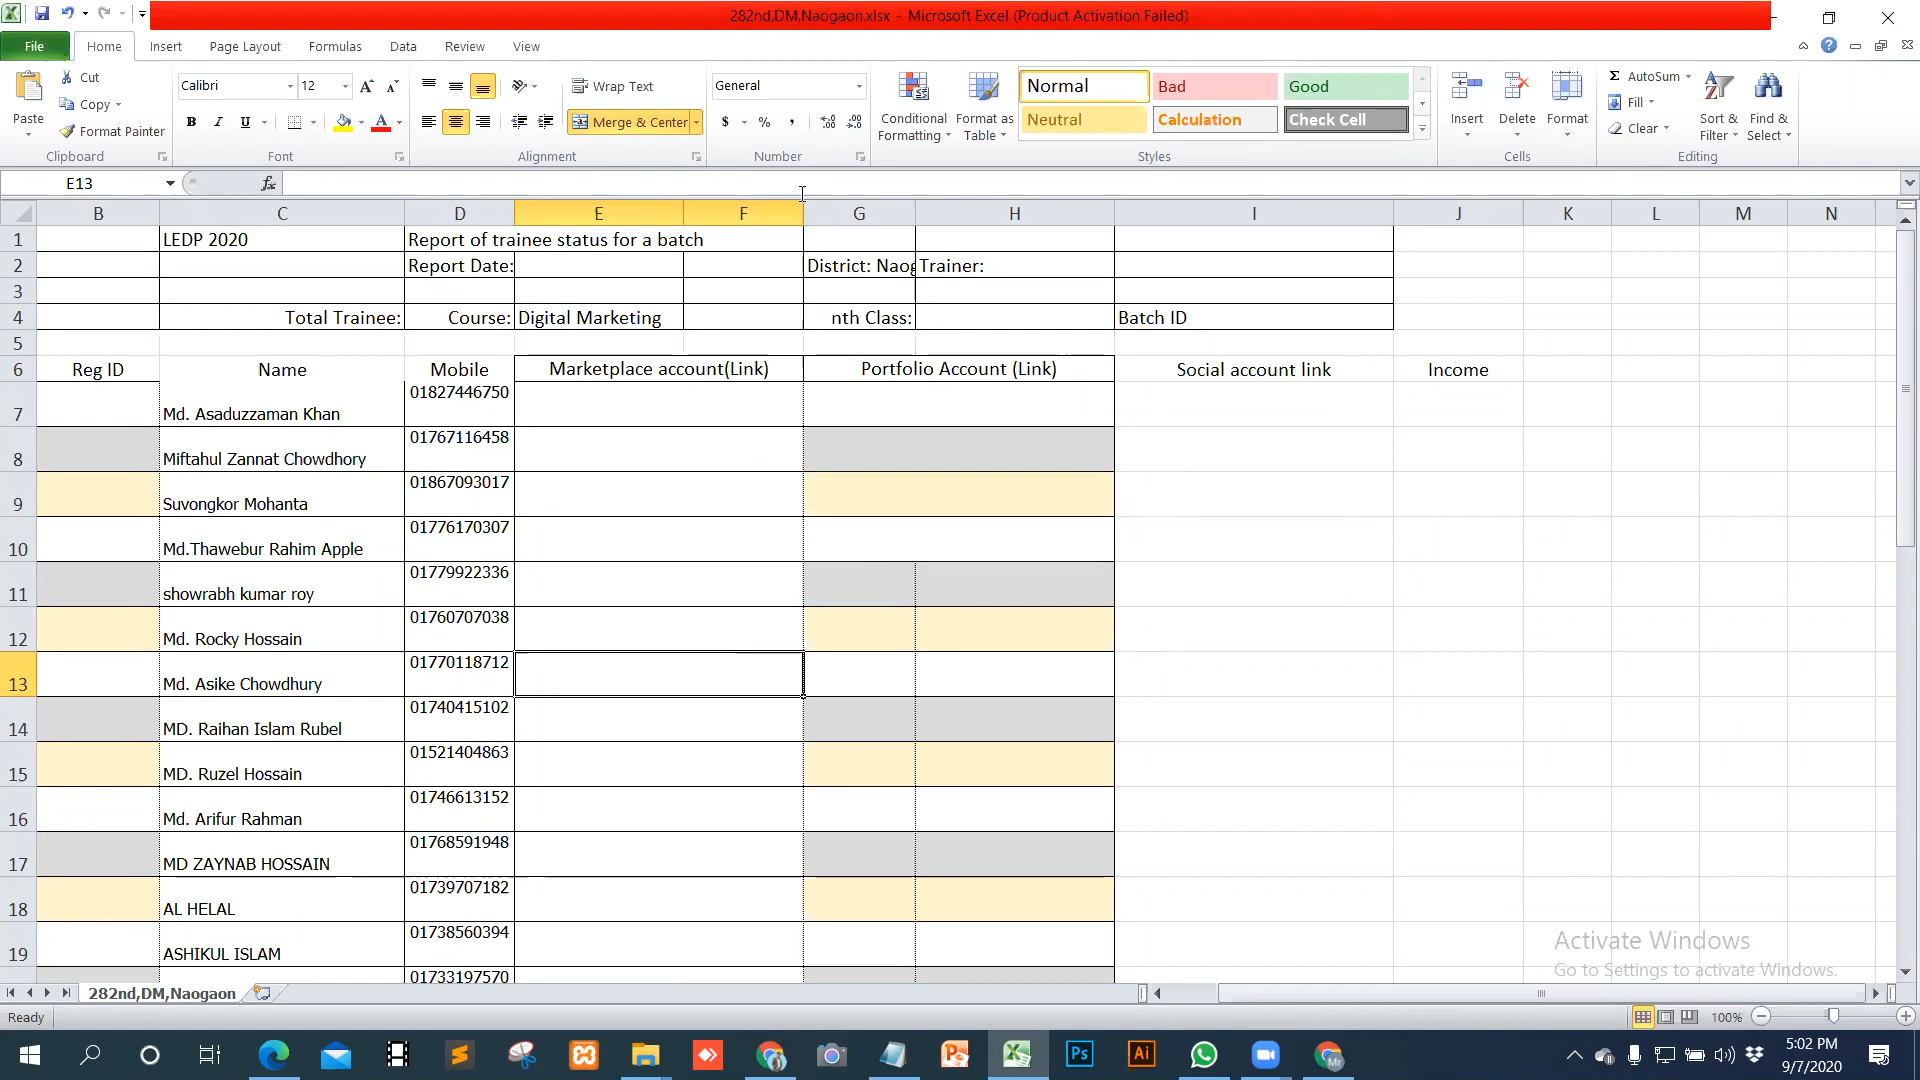 282nd,DM,Naogaon.xlsx - Microsoft Excel (Product Activation Failed)
File Home Insert Page Layout Formulas Data Review View
Paste
Cut
Copy
Format Painter
Clipboard
Calibri 12
B I U
Font
Wrap Text
Merge & Center
Alignment
General
$ % ,
Number
Conditional Formatting
Format as Table
Normal Bad Good
Neutral Calculation Check Cell
Styles
Insert Delete Format
Cells
AutoSum
Fill
Clear
Sort & Filter
Find & Select
Editing
E13 fx
B C D E F G H I J K L M N
1 LEDP 2020 Report of trainee status for a batch
2 Report Date: District: Naog Trainer:
3
4 Total Trainee: Course: Digital Marketing nth Class: Batch ID
5
6 Reg ID Name Mobile Marketplace account(Link) Portfolio Account (Link) Social account link Income
7 Md. Asaduzzaman Khan 01827446750
8 Miftahul Zannat Chowdhory 01767116458
9 Suvongkor Mohanta 01867093017
10 Md.Thawebur Rahim Apple 01776170307
11 showrabh kumar roy 01779922336
12 Md. Rocky Hossain 01760707038
13 Md. Asike Chowdhury 01770118712
14 MD. Raihan Islam Rubel 01740415102
15 MD. Ruzel Hossain 01521404863
16 Md. Arifur Rahman 01746613152
17 MD ZAYNAB HOSSAIN 01768591948
18 AL HELAL 01739707182
19 ASHIKUL ISLAM 01738560394
01733197570
Activate Windows
Go to Settings to activate Windows.
282nd,DM,Naogaon
Ready 100%
Ps Ai
5:02 PM
9/7/2020